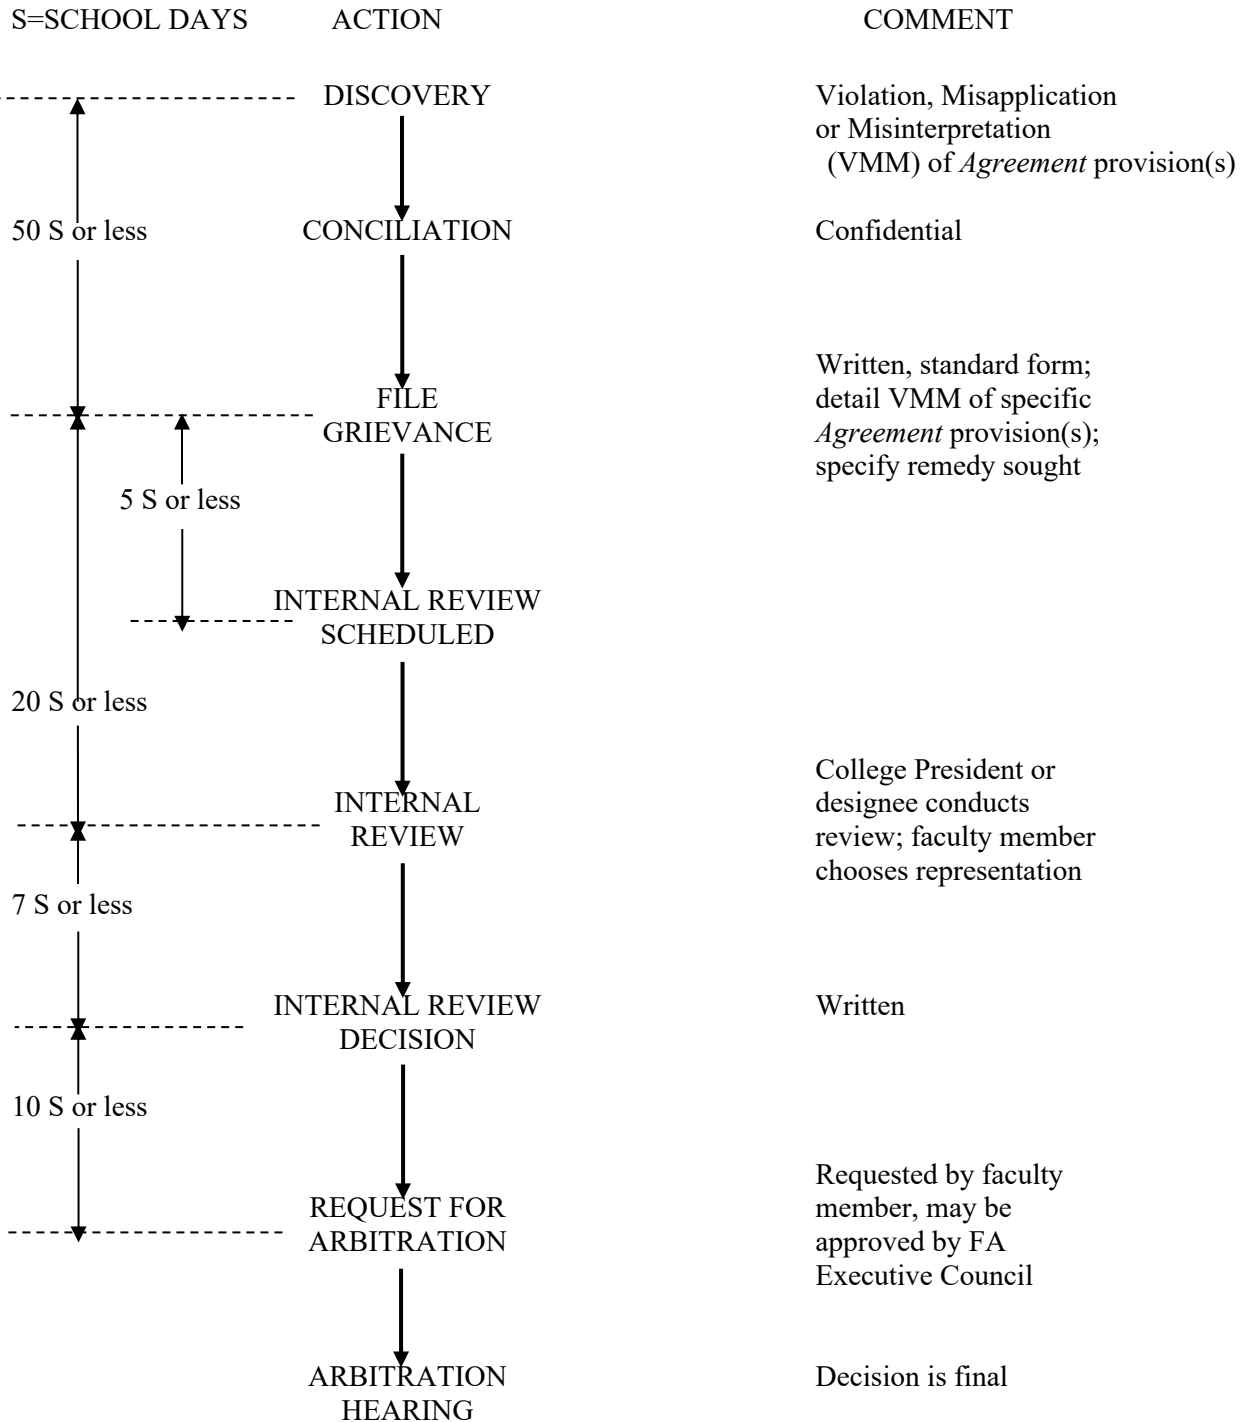 S=SCHOOL DAYS ACTION COMMENT
DISCOVERY Violation, Misapplication
or Misinterpretation
(VMM) of Agreement provision(s)
50 S or less CONCILIATION Confidential
Written, standard form;
FILE detail VMM of specific
GRIEVANCE Agreement provision(s);
specify remedy sought
5 S or less
INTERNAL REVIEW
SCHEDULED
20 S or less
College President or
INTERNAL designee conducts
REVIEW review; faculty member
chooses representation
7 S or less
INTERNAL REVIEW Written
DECISION
10 S or less
Requested by faculty
REQUEST FOR member, may be
ARBITRATION approved by FA
Executive Council
ARBITRATION Decision is final
HEARING